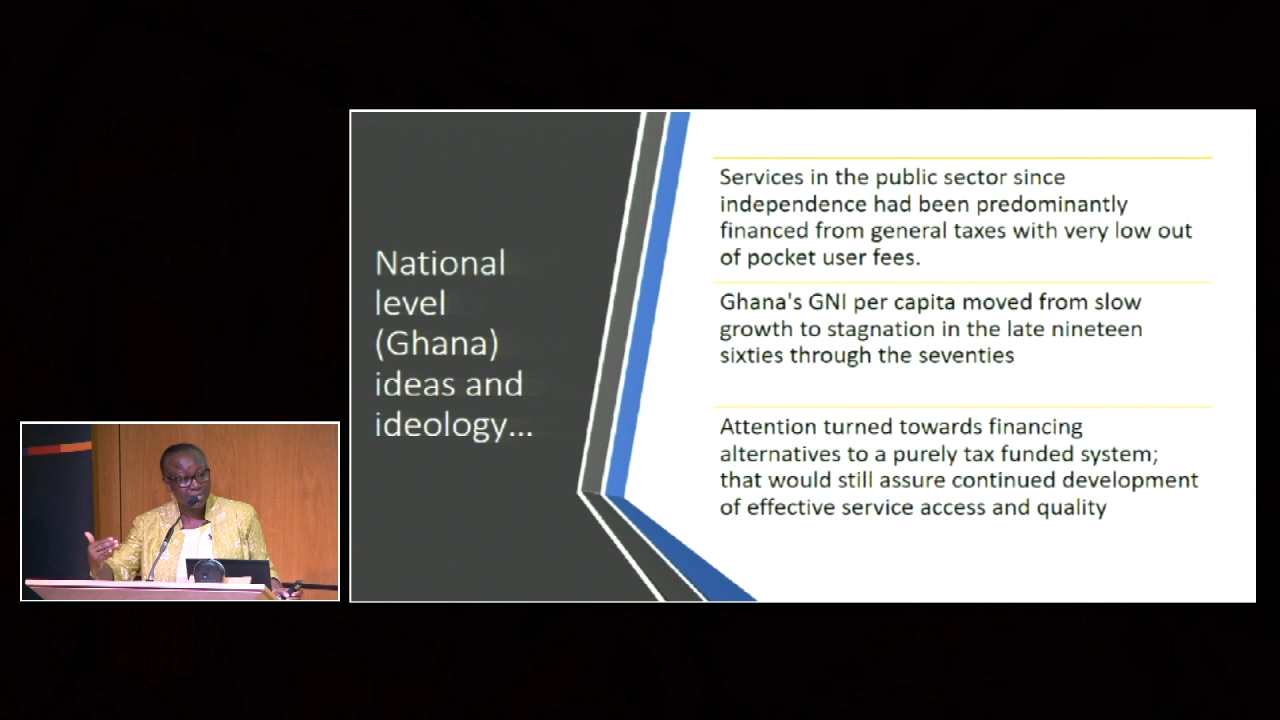 National
level
(Ghana)
ideas and
ideology...
Services in the public sector since
independence had been predominantly
financed from general taxes with very low out
of pocket user fees.
Ghana's GNI per capita moved from slow
growth to stagnation in the late nineteen
sixties through the seventies
Attention turned towards financing
alternatives to a purely tax funded system;
that would still assure continued development
of effective service access and quality